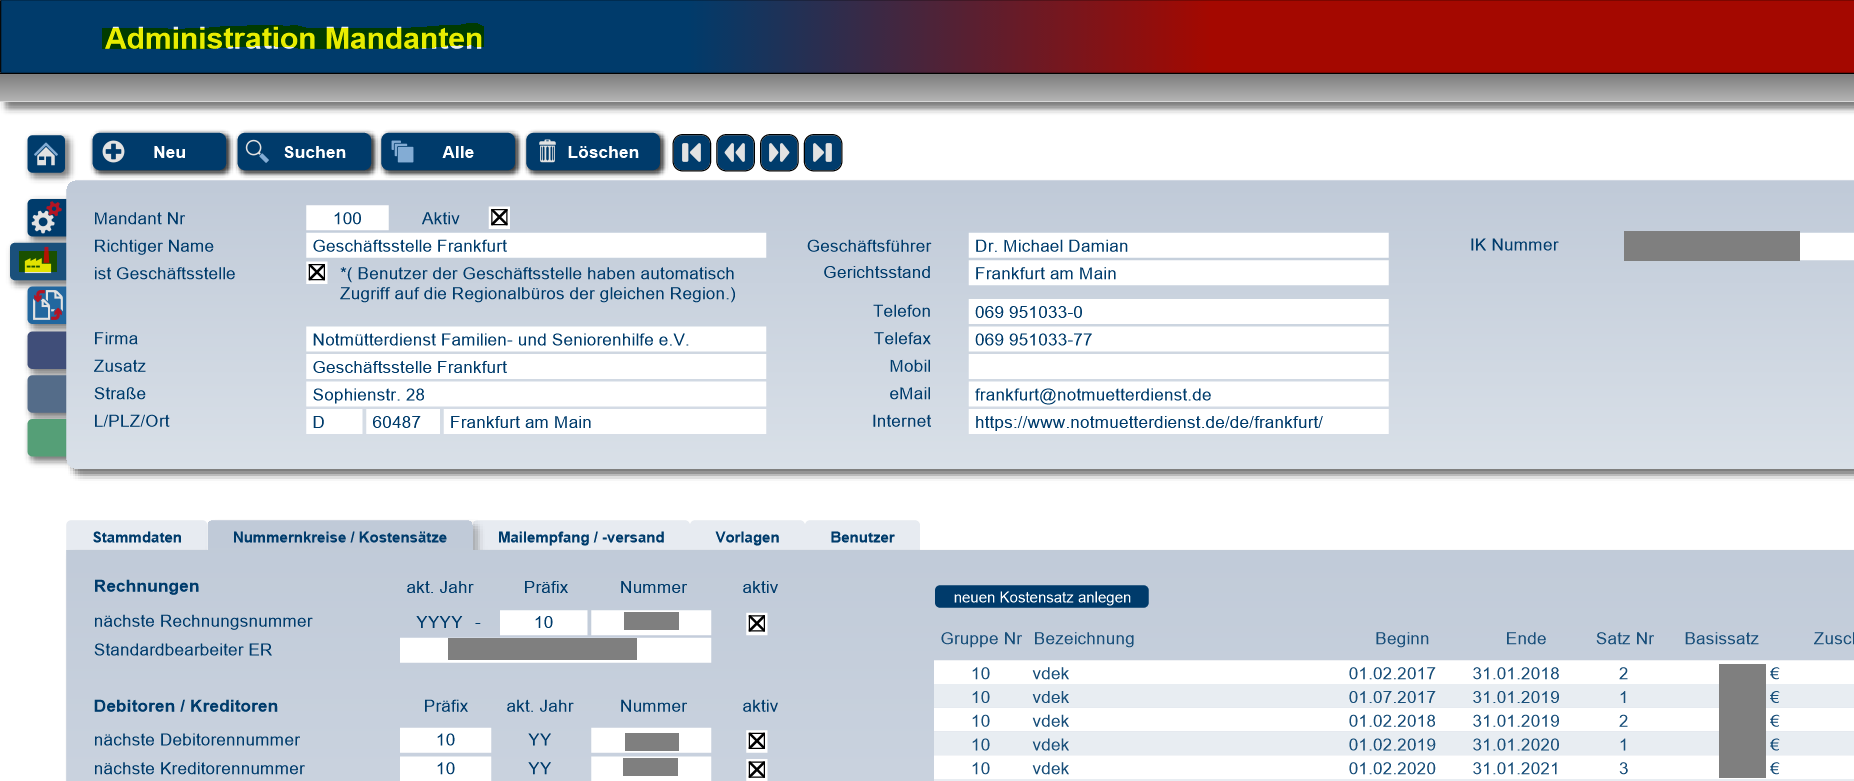 Administration Mandanten
Neu Suchen Alle Löschen
Mandant Nr 100 Aktiv
Richtiger Name Geschäftsstelle Frankfurt Geschäftsführer Dr. Michael Damian IK Nummer
ist Geschäftsstelle *( Benutzer der Geschäftsstelle haben automatisch Gerichtsstand Frankfurt am Main
Zugriff auf die Regionalbüros der gleichen Region.)
Telefon 069 951033-0
Firma Notmütterdienst Familien- und Seniorenhilfe e.V. Telefax 069 951033-77
Zusatz Geschäftsstelle Frankfurt Mobil
Straße Sophienstr. 28 eMail frankfurt@notmuetterdienst.de
L/PLZ/Ort D 60487 Frankfurt am Main Internet https://www.notmuetterdienst.de/de/frankfurt/
Stammdaten Nummernkreise / Kostensätze Mailempfang / -versand Vorlagen Benutzer
Rechnungen akt. Jahr Präfix Nummer aktiv
neuen Kostensatz anlegen
nächste Rechnungsnummer YYYY - 10
Gruppe Nr Bezeichnung Beginn Ende Satz Nr Basissatz Zusc
Standardbearbeiter ER
10 vdek 01.02.2017 31.01.2018 2 €
10 vdek 01.07.2017 31.01.2019 1 €
Debitoren / Kreditoren Präfix akt. Jahr Nummer aktiv
10 vdek 01.02.2018 31.01.2019 2 €
nächste Debitorennummer 10 YY
10 vdek 01.02.2019 31.01.2020 1 €
nächste Kreditorennummer 10 YY
10 vdek 01.02.2020 31.01.2021 3 €